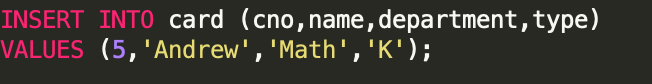 INSERT INTO card (cno,name,department,type)
VALUES (5,'Andrew','Math','K');